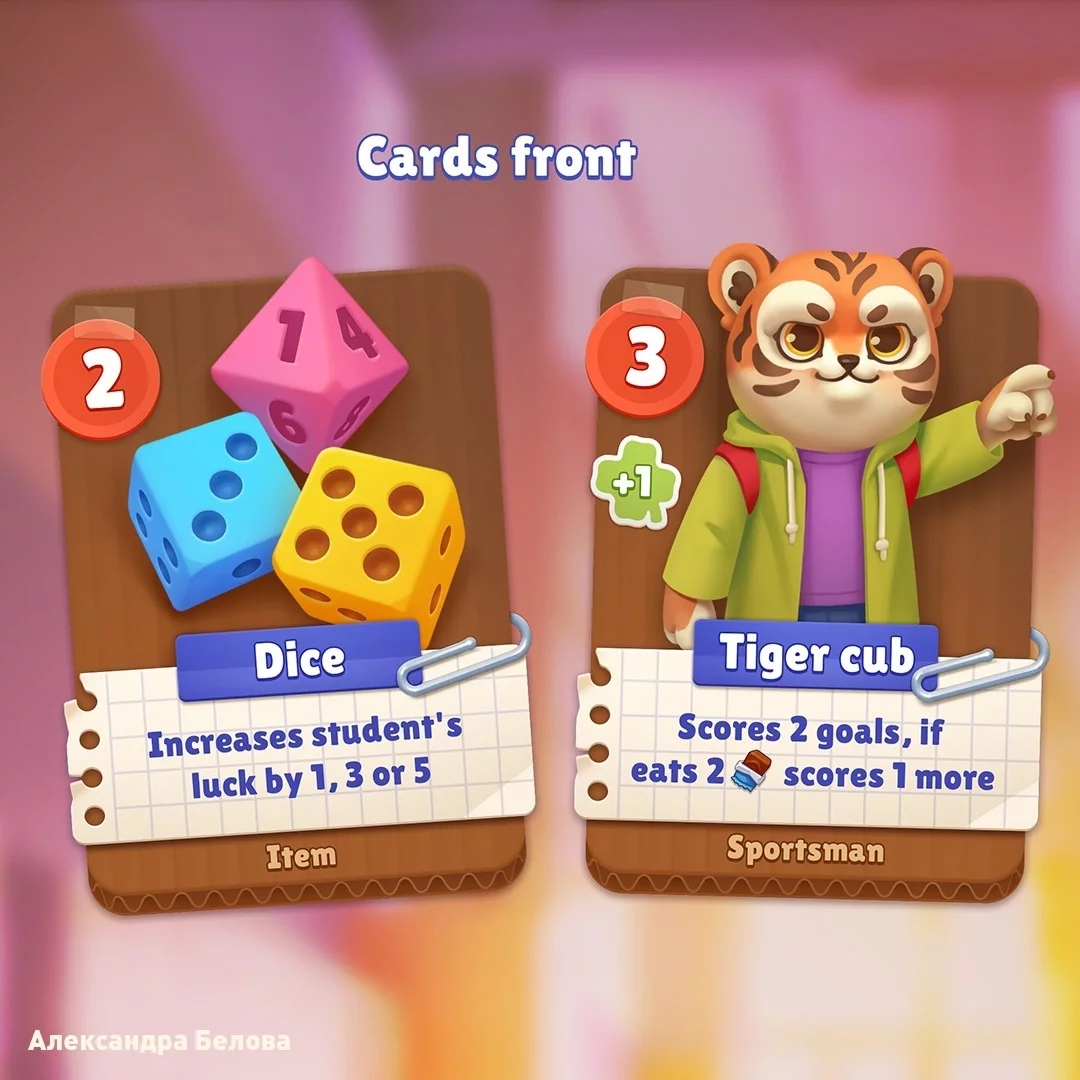 Cards front
2
1 4
6 8
Dice
Increases student's
luck by 1, 3 or 5
Item
3
+1
Tiger cub
Scores 2 goals, if
eats 2 scores 1 more
Sportsman
Александра Белова